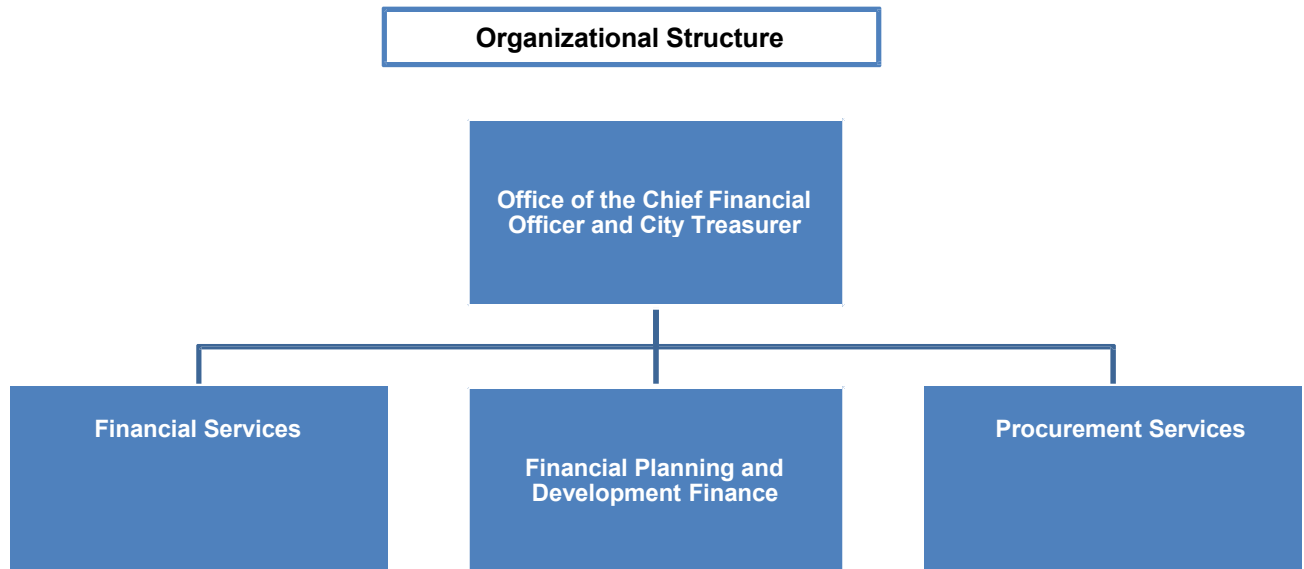 Organizational Structure
Office of the Chief Financial
Officer and City Treasurer
Financial Services
Financial Planning and
Development Finance
Procurement Services